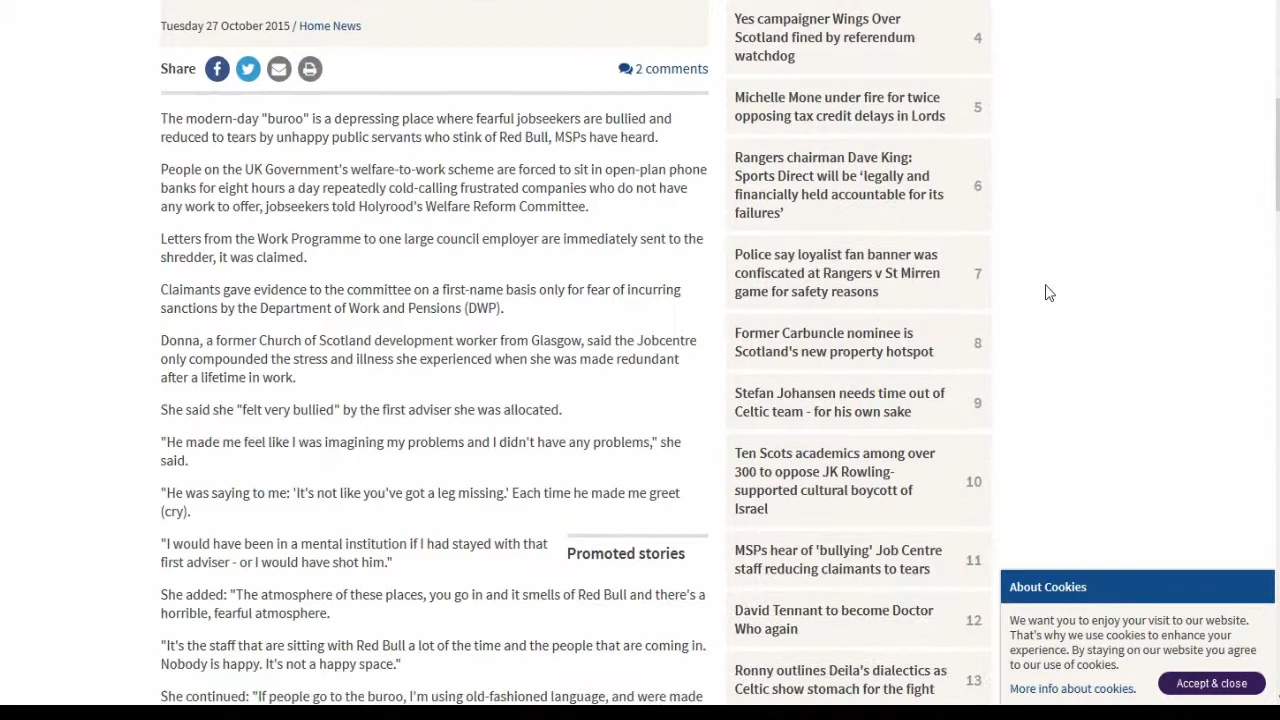 Tuesday 27 October 2015 / Home News
Share
2 comments
The modern-day "buroo" is a depressing place where fearful jobseekers are bullied and
reduced to tears by unhappy public servants who stink of Red Bull, MSPs have heard.
People on the UK Government's welfare-to-work scheme are forced to sit in open-plan phone
banks for eight hours a day repeatedly cold-calling frustrated companies who do not have
any work to offer, jobseekers told Holyrood's Welfare Reform Committee.
Letters from the Work Programme to one large council employer are immediately sent to the
shredder, it was claimed.
Claimants gave evidence to the committee on a first-name basis only for fear of incurring
sanctions by the Department of Work and Pensions (DWP).
Donna, a former Church of Scotland development worker from Glasgow, said the Jobcentre
only compounded the stress and illness she experienced when she was made redundant
after a lifetime in work.
She said she "felt very bullied" by the first adviser she was allocated.
"He made me feel like I was imagining my problems and I didn't have any problems," she
said.
"He was saying to me: 'It's not like you've got a leg missing.' Each time he made me greet
(cry).
"I would have been in a mental institution if I had stayed with that
first adviser - or I would have shot him."
Promoted stories
She added: "The atmosphere of these places, you go in and it smells of Red Bull and there's a
horrible, fearful atmosphere.
"It's the staff that are sitting with Red Bull a lot of the time and the people that are coming in.
Nobody is happy. It's not a happy space."
She continued: "If people go to the buroo, I'm using old-fashioned language, and were made
Yes campaigner Wings Over
Scotland fined by referendum
watchdog
4
Michelle Mone under fire for twice
opposing tax credit delays in Lords
5
Rangers chairman Dave King:
Sports Direct will be ‘legally and
financially held accountable for its
failures’
6
Police say loyalist fan banner was
confiscated at Rangers v St Mirren
game for safety reasons
7
Former Carbuncle nominee is
Scotland's new property hotspot
8
Stefan Johansen needs time out of
Celtic team - for his own sake
9
Ten Scots academics among over
300 to oppose JK Rowling-
supported cultural boycott of
Israel
10
MSPs hear of 'bullying' Job Centre
staff reducing claimants to tears
11
David Tennant to become Doctor
Who again
12
Ronny outlines Deila's dialectics as
Celtic show stomach for the fight
13
About Cookies
We want you to enjoy your visit to our website.
That's why we use cookies to enhance your
experience. By staying on our website you agree
to our use of cookies.
More info about cookies.
Accept & close